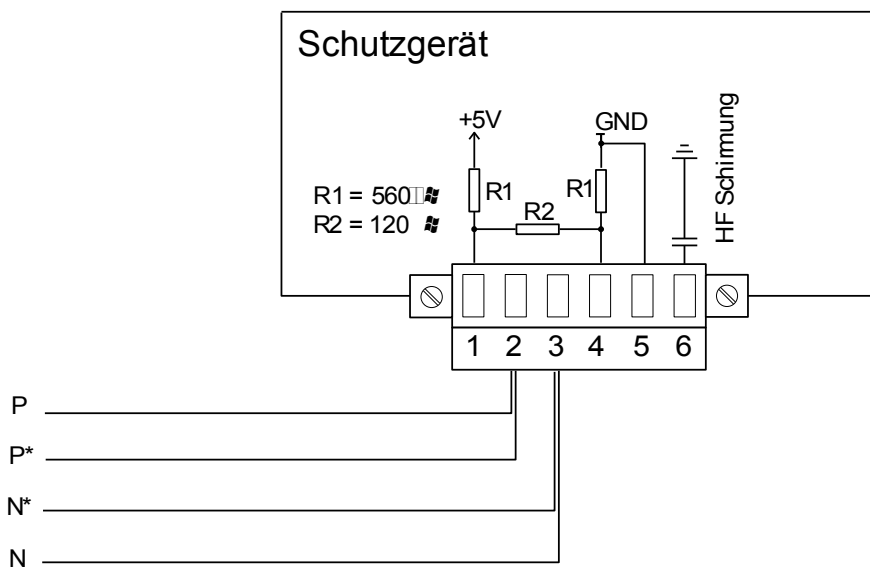 Schutzgerät
+5V
GND
HF Schirmung
R1
R1
R2
R1 = 560
R2 = 120
1 2 3 4 5 6
P
P*
N*
N